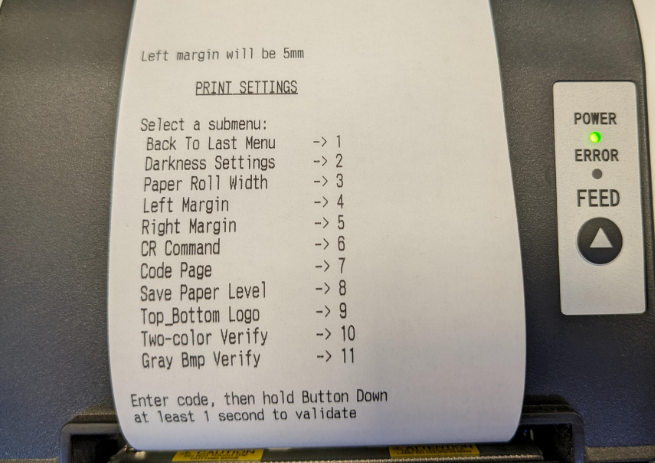 Left margin will be 5mm
PRINT SETTINGS
Select a submenu:
Back To Last Menu -> 1
Darkness Settings -> 2
Paper Roll Width -> 3
Left Margin -> 4
Right Margin -> 5
CR Command -> 6
Code Page -> 7
Save Paper Level -> 8
Top_Bottom Logo -> 9
Two-color Verify -> 10
Gray Bmp Verify -> 11
Enter code, then hold Button Down
at least 1 second to validate
POWER
ERROR
FEED
CAUTION
CAUTION